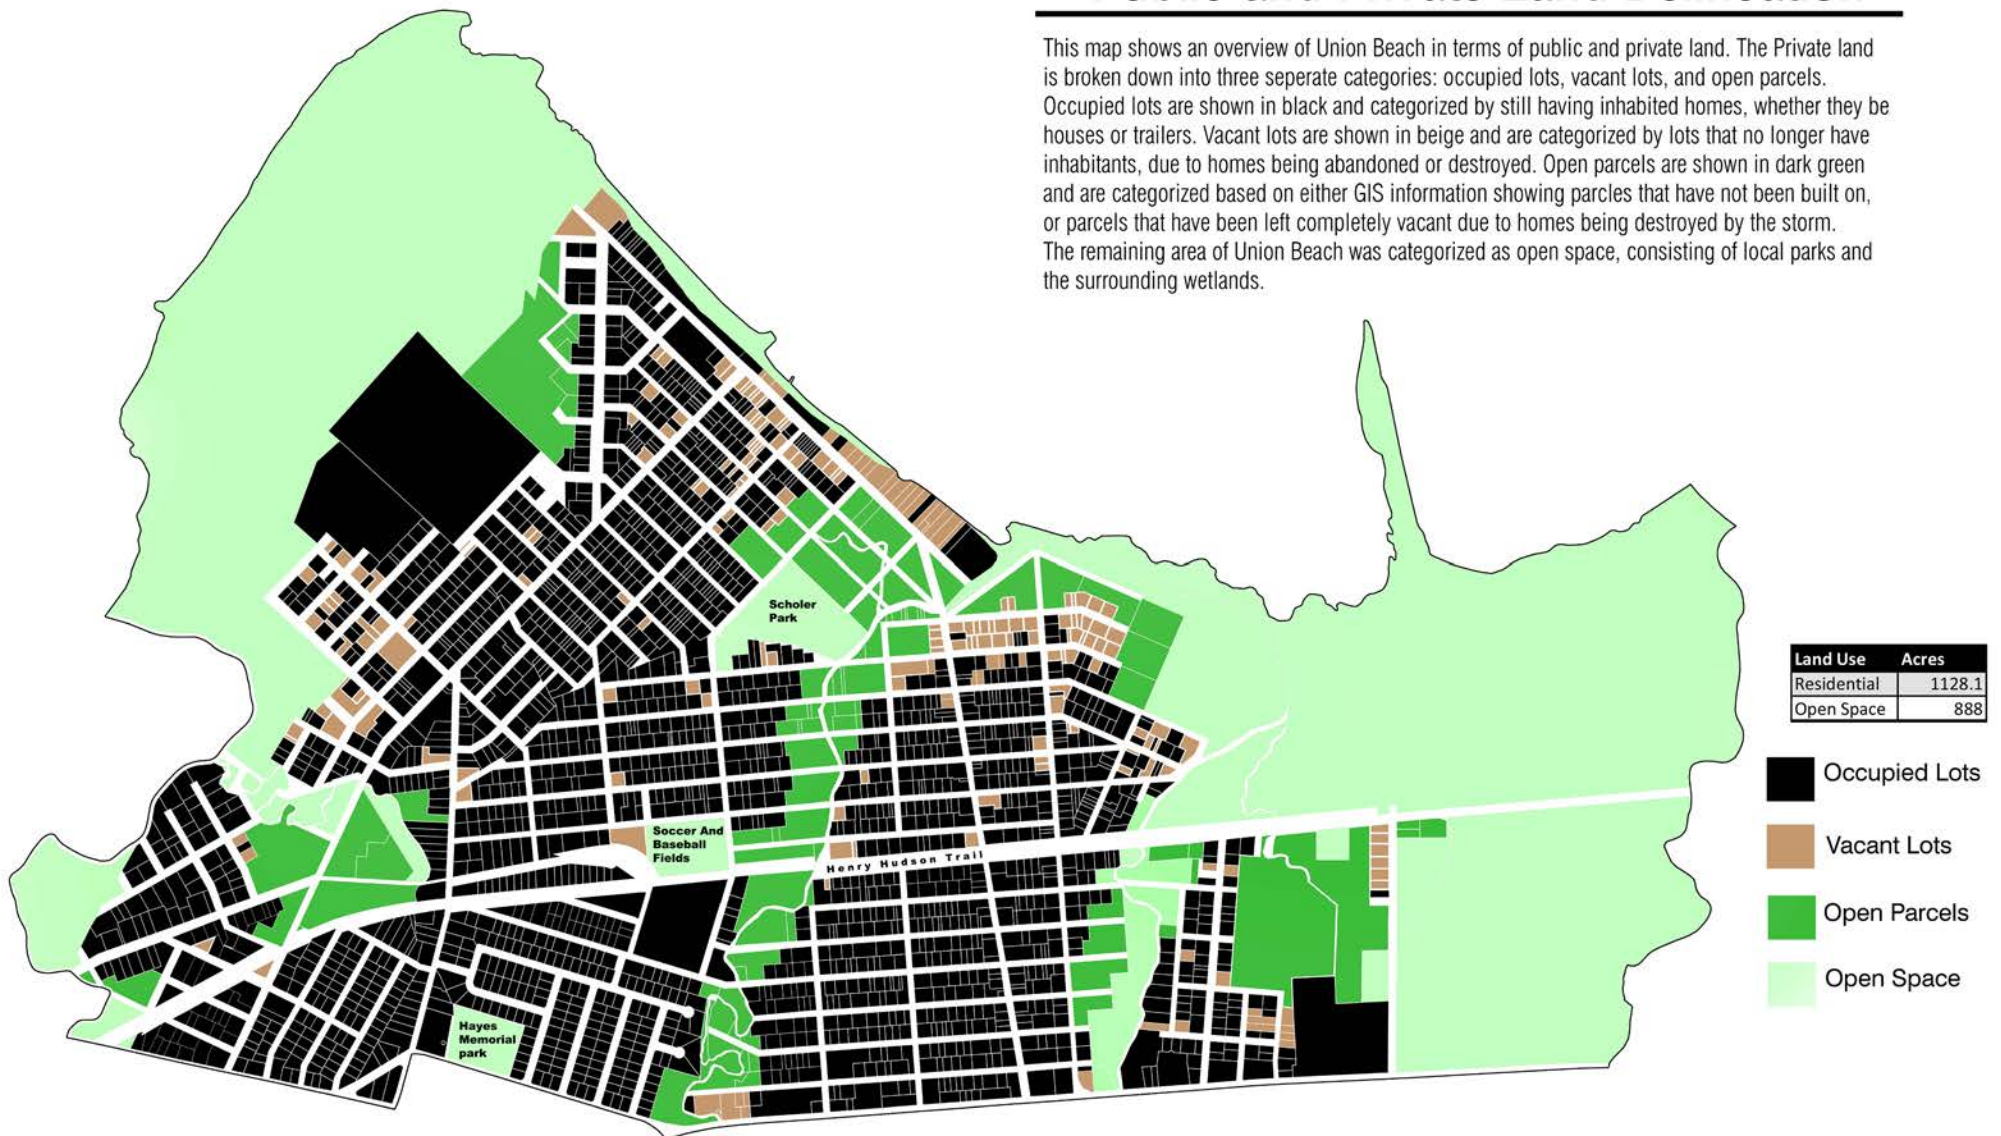 Public and Private Land Delineation
This map shows an overview of Union Beach in terms of public and private land. The Private land
is broken down into three seperate categories: occupied lots, vacant lots, and open parcels.
Occupied lots are shown in black and categorized by still having inhabited homes, whether they be
houses or trailers. Vacant lots are shown in beige and are categorized by lots that no longer have
inhabitants, due to homes being abandoned or destroyed. Open parcels are shown in dark green
and are categorized based on either GIS information showing parcles that have not been built on,
or parcels that have been left completely vacant due to homes being destroyed by the storm.
The remaining area of Union Beach was categorized as open space, consisting of local parks and
the surrounding wetlands.
Scholer
Park
Land Use Acres
Residential 1128.1
Open Space 888
Occupied Lots
Vacant Lots
Open Parcels
Open Space
Soccer And
Baseball
Fields
Henry Hudson Trail
Hayes
Memorial
park